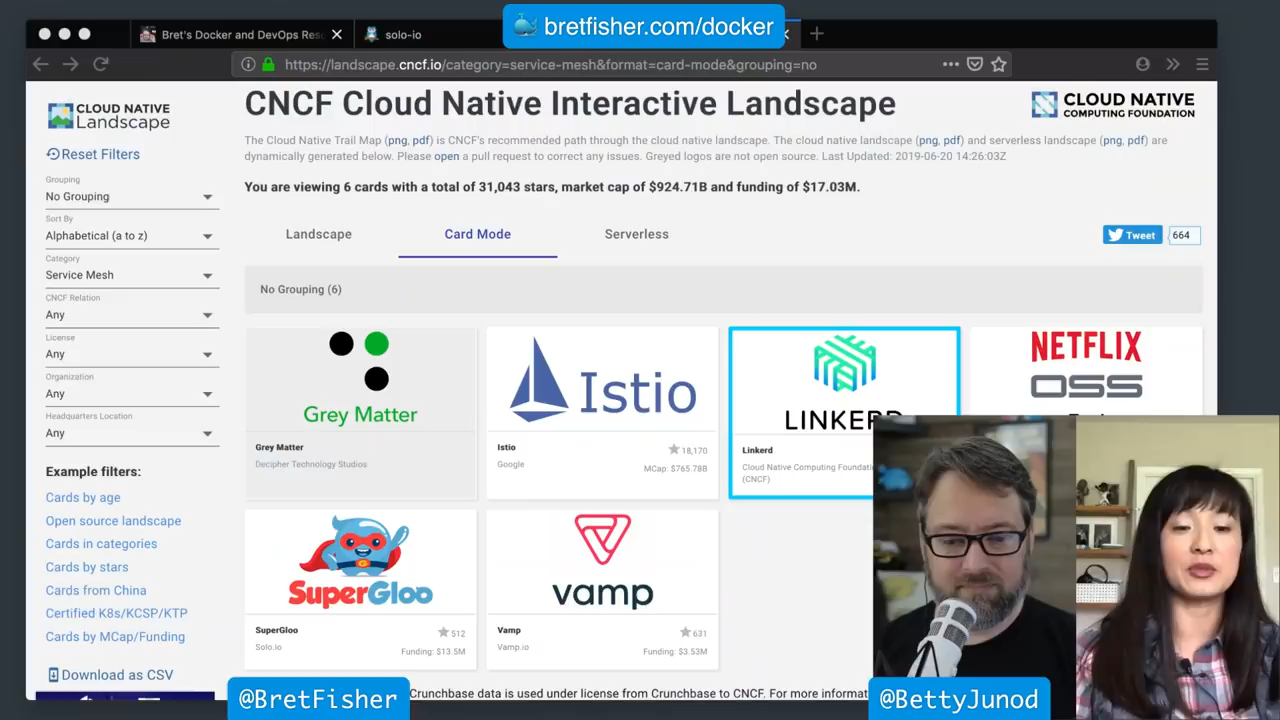 bretfisher.com/docker
Bret's Docker and DevOps Res
solo-io
https://landscape.cncf.io/category=service-mesh&format=card-mode&grouping=no
CLOUD NATIVE
Landscape
Reset Filters
Grouping
No Grouping
Sort By
Alphabetical (a to z)
Category
Service Mesh
CNCF Relation
Any
License
Any
Organization
Any
Headquarters Location
Any
Example filters:
Cards by age
Open source landscape
Cards in categories
Cards by stars
Cards from China
Certified K8s/KCSP/KTP
Cards by MCap/Funding
Download as CSV
CNCF Cloud Native Interactive Landscape
CLOUD NATIVE
COMPUTING FOUNDATION
The Cloud Native Trail Map (png, pdf) is CNCF's recommended path through the cloud native landscape. The cloud native landscape (png, pdf) and serverless landscape (png, pdf) are
dynamically generated below. Please open a pull request to correct any issues. Greyed logos are not open source. Last Updated: 2019-06-20 14:26:03Z
You are viewing 6 cards with a total of 31,043 stars, market cap of $924.71B and funding of $17.03M.
Landscape
Card Mode
Serverless
Tweet
664
No Grouping (6)
Grey Matter
Grey Matter
Decipher Technology Studios
Istio
Istio
18,170
Google
MCap: $765.78B
LINKERD
Linkerd
Cloud Native Computing Foundati
(CNCF)
NETFLIX
OSS
SuperGloo
SuperGloo
512
Solo.io
Funding: $13.5M
vamp
Vamp
631
Vamp.io
Funding: $3.53M
Crunchbase data is used under license from Crunchbase to CNCF. For more informat
@BretFisher
@BettyJunod